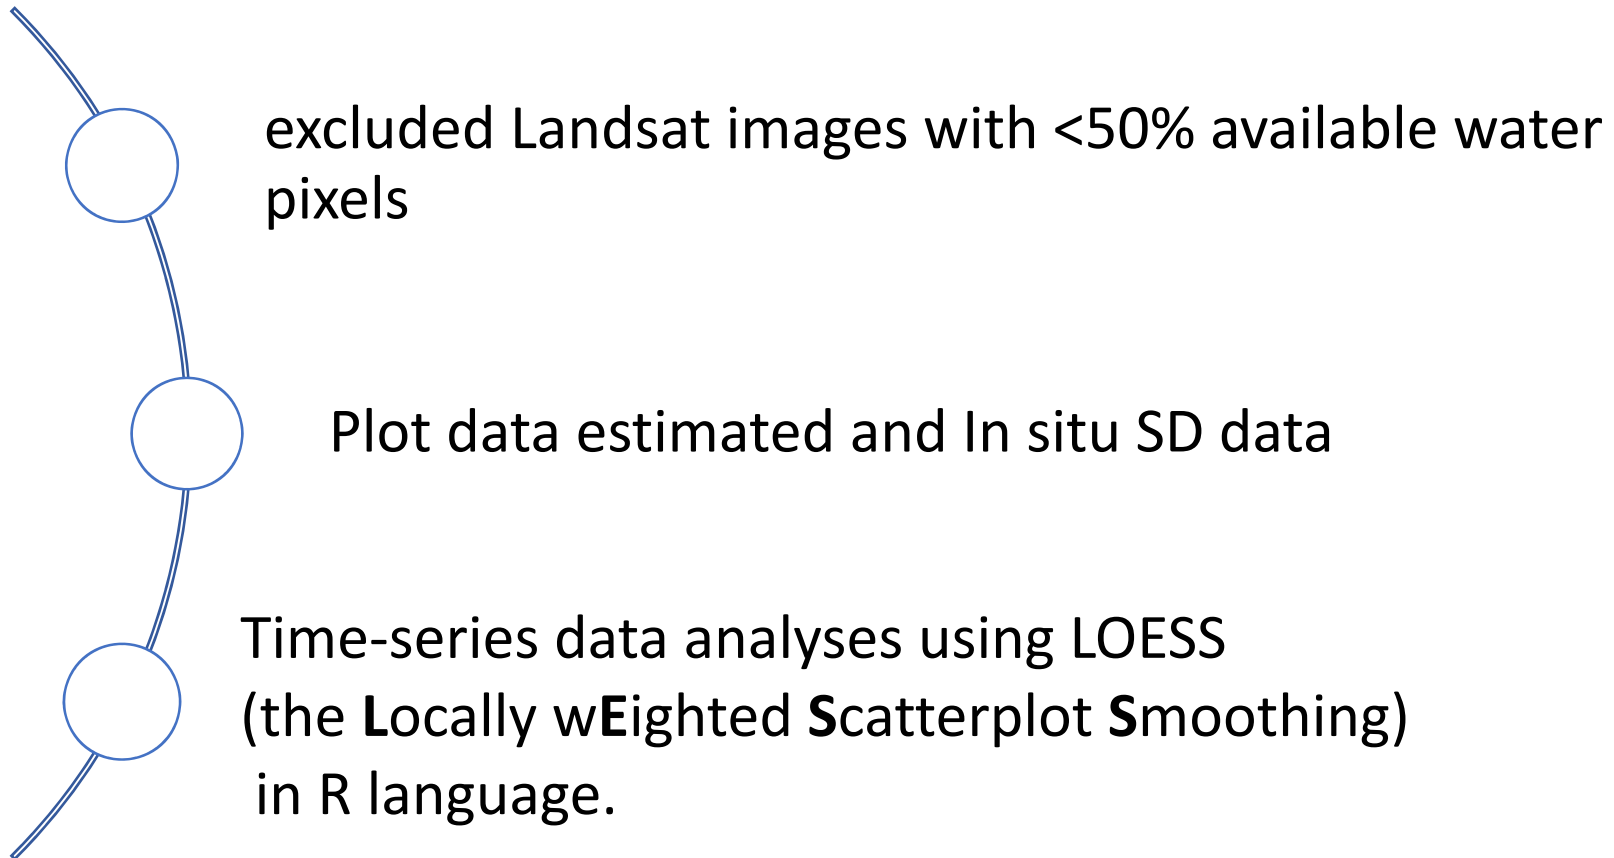 excluded Landsat images with <50% available water
pixels
Plot data estimated and In situ SD data
Time-series data analyses using LOESS
(the Locally wEighted Scatterplot Smoothing)
in R language.